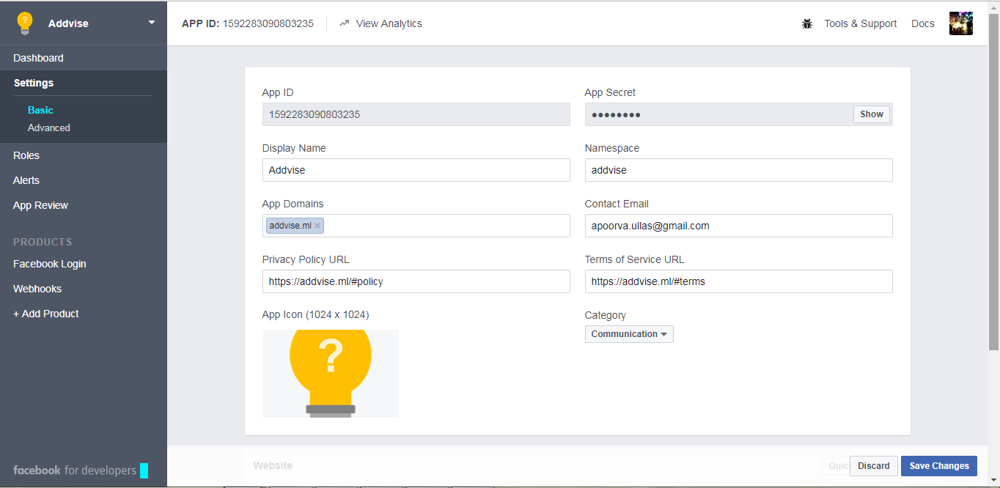 ?
Addvise
APP ID: 1592283090803235
View Analytics
Tools & Support
Docs
Dashboard
Settings
Basic
Advanced
Roles
Alerts
App Review
PRODUCTS
Facebook Login
Webhooks
+ Add Product
facebook for developers
App ID
1592283090803235
App Secret
●●●●●●●●
Show
Display Name
Addvise
Namespace
addvise
App Domains
addvise.ml ×
Contact Email
apoorva.ullas@gmail.com
Privacy Policy URL
https://addvise.ml/#policy
Terms of Service URL
https://addvise.ml/#terms
App Icon (1024 x 1024)
?
Category
Communication
Website
Discard
Save Changes